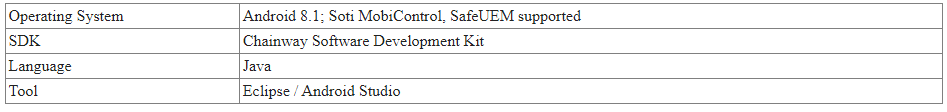 Operating System Android 8.1; Soti MobiControl, SafeUEM supported
SDK Chainway Software Development Kit
Language Java
Tool Eclipse / Android Studio